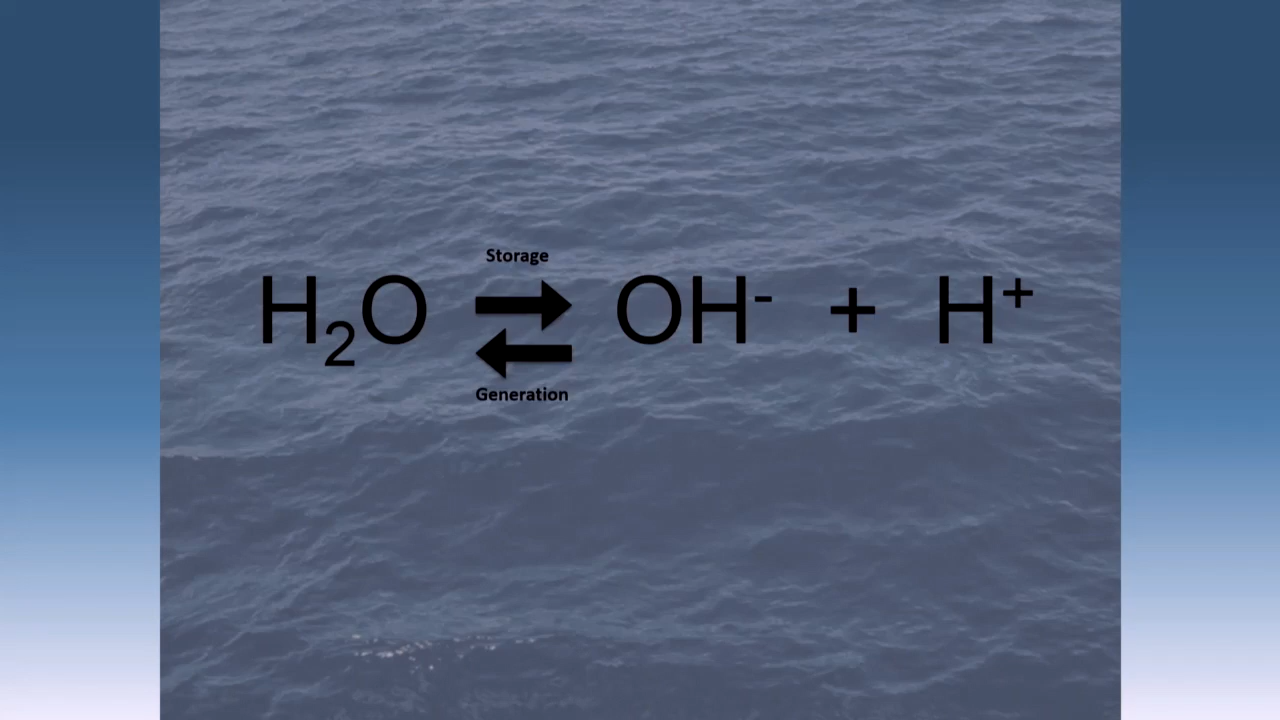 Storage
H₂O ⇄ OH⁻ + H⁺
Generation